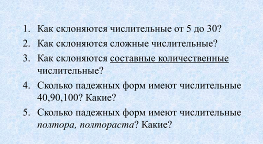 1. Как склоняются числительные от 5 до 30?
2. Как склоняются сложные числительные?
3. Как склоняются составные количественные
числительные?
4. Сколько падежных форм имеют числительные
40,90,100? Какие?
5. Сколько падежных форм имеют числительные
полтора, полтораста? Какие?